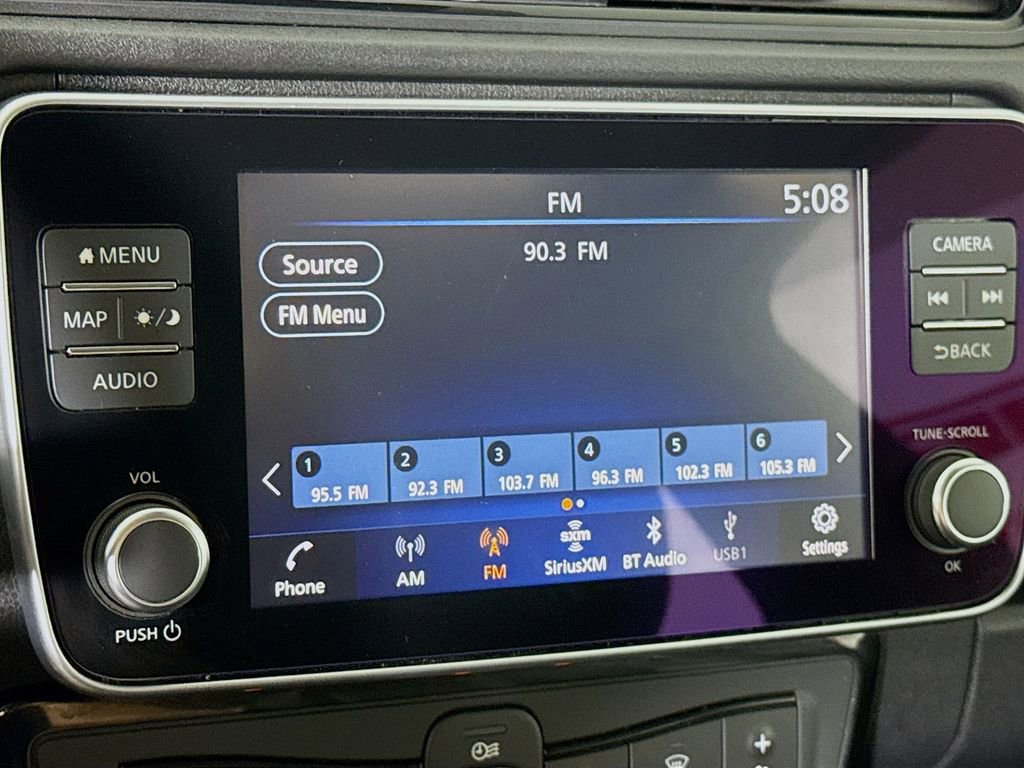 FM
5:08
90.3 FM
Source
FM Menu
MENU
MAP
AUDIO
VOL
PUSH
CAMERA
BACK
TUNE·SCROLL
OK
1
95.5 FM
2
92.3 FM
3
103.7 FM
4
96.3 FM
5
102.3 FM
6
105.3 FM
Phone
AM
FM
sxm
SiriusXM
BT Audio
USB1
Settings